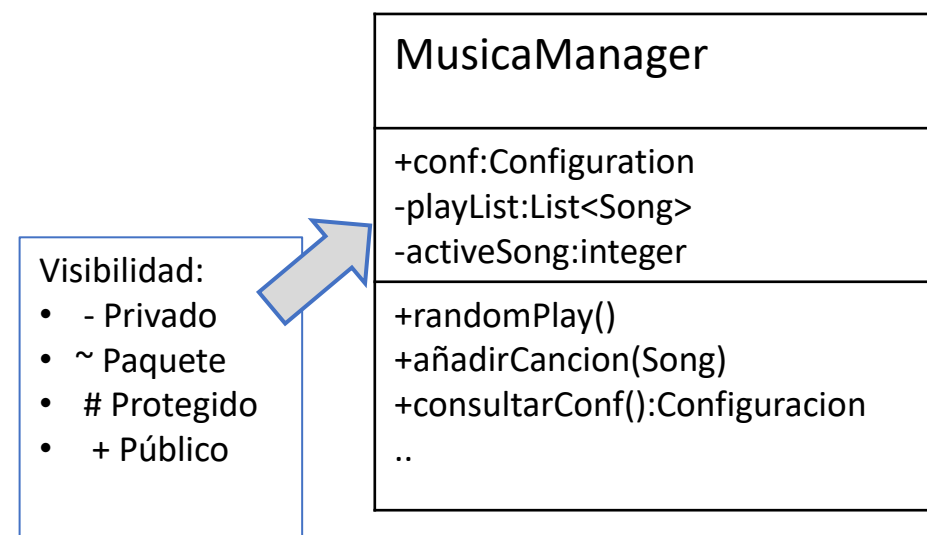 MusicaManager
+conf:Configuration
-playList:List<Song>
-activeSong:integer
+randomPlay()
+añadirCancion(Song)
+consultarConf():Configuracion
..
Visibilidad:
• - Privado
• ~ Paquete
• # Protegido
• + Público